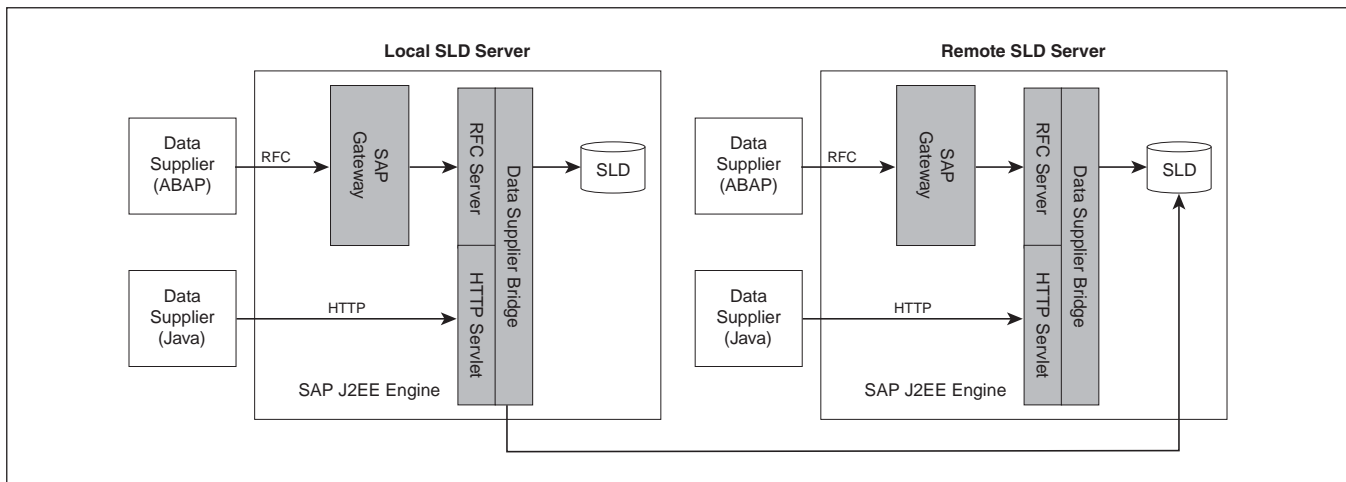 Local SLD Server
Data
Supplier
(ABAP)
RFC
SAP
Gateway
RFC Server
Data Supplier Bridge
SLD
Data
Supplier
(Java)
HTTP
HTTP Servlet
SAP J2EE Engine
Remote SLD Server
Data
Supplier
(ABAP)
RFC
SAP
Gateway
RFC Server
Data Supplier Bridge
SLD
Data
Supplier
(Java)
HTTP
HTTP Servlet
SAP J2EE Engine